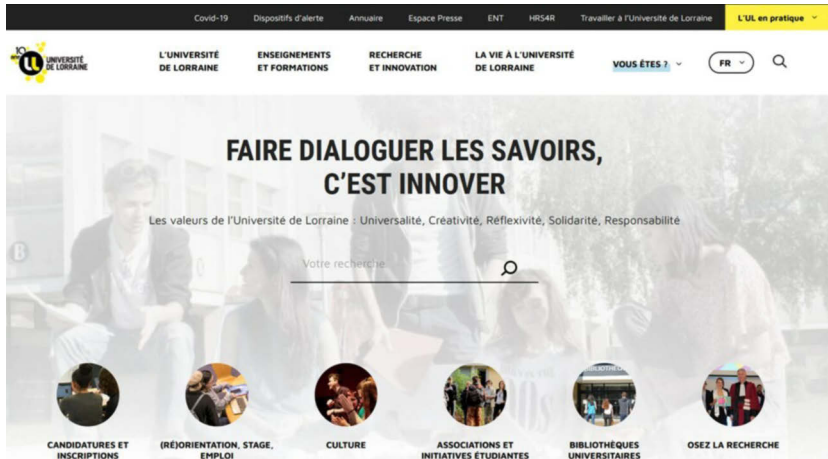 Covid-19 Dispositifs d'alerte Annuaire Espace Presse ENT HRS4R Travailler à l'Université de Lorraine L'UL en pratique
10 ans
UNIVERSITÉ
DE LORRAINE
L'UNIVERSITÉ
DE LORRAINE
ENSEIGNEMENTS
ET FORMATIONS
RECHERCHE
ET INNOVATION
LA VIE À L'UNIVERSITÉ
DE LORRAINE
VOUS ÊTES ?
FR
FAIRE DIALOGUER LES SAVOIRS,
C'EST INNOVER
Les valeurs de l'Université de Lorraine : Universalité, Créativité, Réflexivité, Solidarité, Responsabilité
B
Votre recherche
CANDIDATURES ET
INSCRIPTIONS
(RÉ)ORIENTATION, STAGE,
EMPLOI
CULTURE
ASSOCIATIONS ET
INITIATIVES ÉTUDIANTES
BIBLIOTHÈQUES
UNIVERSITAIRES
OSEZ LA RECHERCHE